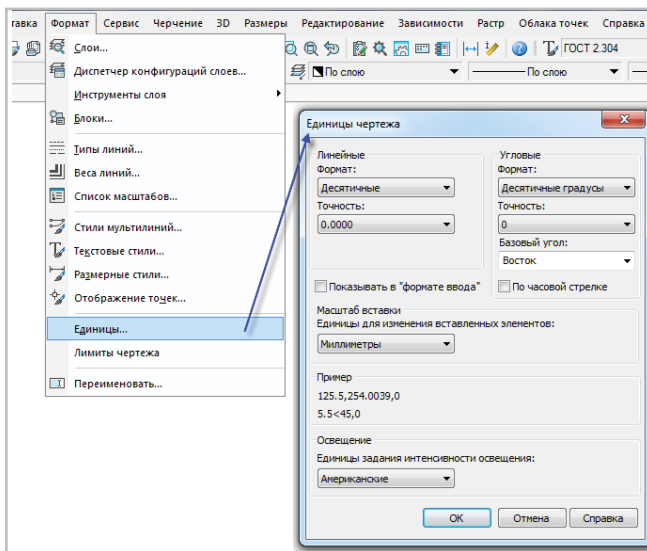 тавка Формат Сервис Черчение 3D Размеры Редактирование Зависимости Растр Облака точек Справка
ГОСТ 2.304
По слою
По слою
Слои...
Диспетчер конфигураций слоев...
Инструменты слоя
Блоки...
Типы линий...
Веса линий...
Список масштабов...
Стили мультилиний...
Текстовые стили...
Размерные стили...
Отображение точек...
Единицы...
Лимиты чертежа
Переименовать...
Единицы чертежа
Линейные
Формат:
Десятичные
Точность:
0.0000
Угловые
Формат:
Десятичные градусы
Точность:
0
Базовый угол:
Восток
Показывать в "формате ввода"
По часовой стрелке
Масштаб вставки
Единицы для изменения вставленных элементов:
Миллиметры
Пример
125.5,254.0039,0
5.5<45,0
Освещение
Единицы задания интенсивности освещения:
Американские
ОК
Отмена
Справка